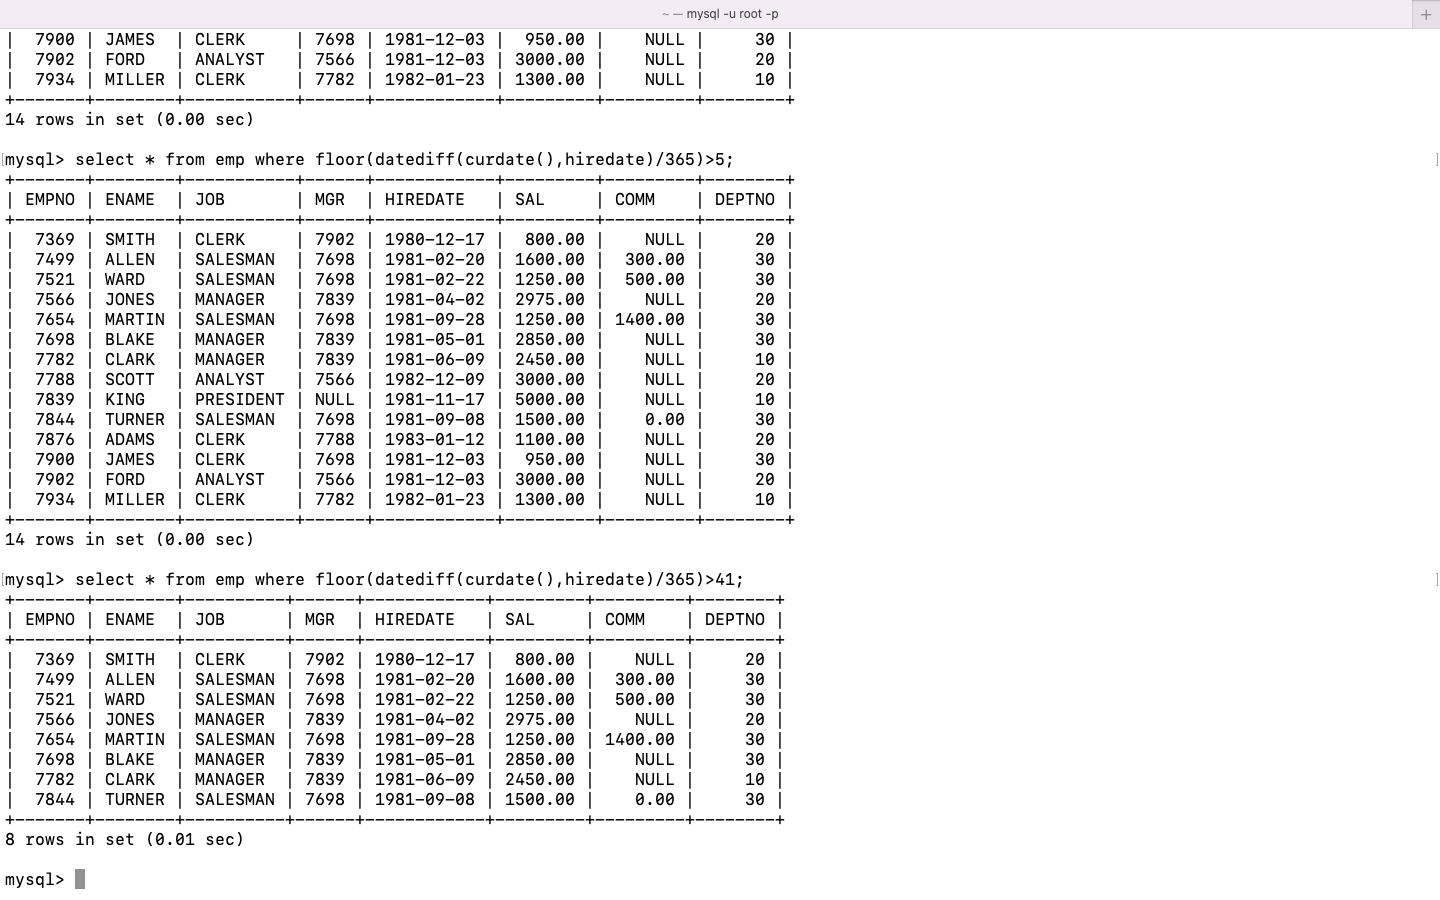 ~ — mysql -u root -p
+
|  7900 | JAMES  | CLERK     | 7698 | 1981-12-03 |  950.00 |    NULL |     30 |
|  7902 | FORD   | ANALYST   | 7566 | 1981-12-03 | 3000.00 |    NULL |     20 |
|  7934 | MILLER | CLERK     | 7782 | 1982-01-23 | 1300.00 |    NULL |     10 |
+-------+--------+-----------+------+------------+---------+---------+--------+
14 rows in set (0.00 sec)
[mysql> select * from emp where floor(datediff(curdate(),hiredate)/365)>5; ]
+-------+--------+-----------+------+------------+---------+---------+--------+
| EMPNO | ENAME  | JOB       | MGR  | HIREDATE   | SAL     | COMM    | DEPTNO |
+-------+--------+-----------+------+------------+---------+---------+--------+
|  7369 | SMITH  | CLERK     | 7902 | 1980-12-17 |  800.00 |    NULL |     20 |
|  7499 | ALLEN  | SALESMAN  | 7698 | 1981-02-20 | 1600.00 |  300.00 |     30 |
|  7521 | WARD   | SALESMAN  | 7698 | 1981-02-22 | 1250.00 |  500.00 |     30 |
|  7566 | JONES  | MANAGER   | 7839 | 1981-04-02 | 2975.00 |    NULL |     20 |
|  7654 | MARTIN | SALESMAN  | 7698 | 1981-09-28 | 1250.00 | 1400.00 |     30 |
|  7698 | BLAKE  | MANAGER   | 7839 | 1981-05-01 | 2850.00 |    NULL |     30 |
|  7782 | CLARK  | MANAGER   | 7839 | 1981-06-09 | 2450.00 |    NULL |     10 |
|  7788 | SCOTT  | ANALYST   | 7566 | 1982-12-09 | 3000.00 |    NULL |     20 |
|  7839 | KING   | PRESIDENT | NULL | 1981-11-17 | 5000.00 |    NULL |     10 |
|  7844 | TURNER | SALESMAN  | 7698 | 1981-09-08 | 1500.00 |    0.00 |     30 |
|  7876 | ADAMS  | CLERK     | 7788 | 1983-01-12 | 1100.00 |    NULL |     20 |
|  7900 | JAMES  | CLERK     | 7698 | 1981-12-03 |  950.00 |    NULL |     30 |
|  7902 | FORD   | ANALYST   | 7566 | 1981-12-03 | 3000.00 |    NULL |     20 |
|  7934 | MILLER | CLERK     | 7782 | 1982-01-23 | 1300.00 |    NULL |     10 |
+-------+--------+-----------+------+------------+---------+---------+--------+
14 rows in set (0.00 sec)
[mysql> select * from emp where floor(datediff(curdate(),hiredate)/365)>41; ]
+-------+--------+----------+------+------------+---------+---------+--------+
| EMPNO | ENAME  | JOB      | MGR  | HIREDATE   | SAL     | COMM    | DEPTNO |
+-------+--------+----------+------+------------+---------+---------+--------+
|  7369 | SMITH  | CLERK    | 7902 | 1980-12-17 |  800.00 |    NULL |     20 |
|  7499 | ALLEN  | SALESMAN | 7698 | 1981-02-20 | 1600.00 |  300.00 |     30 |
|  7521 | WARD   | SALESMAN | 7698 | 1981-02-22 | 1250.00 |  500.00 |     30 |
|  7566 | JONES  | MANAGER  | 7839 | 1981-04-02 | 2975.00 |    NULL |     20 |
|  7654 | MARTIN | SALESMAN | 7698 | 1981-09-28 | 1250.00 | 1400.00 |     30 |
|  7698 | BLAKE  | MANAGER  | 7839 | 1981-05-01 | 2850.00 |    NULL |     30 |
|  7782 | CLARK  | MANAGER  | 7839 | 1981-06-09 | 2450.00 |    NULL |     10 |
|  7844 | TURNER | SALESMAN | 7698 | 1981-09-08 | 1500.00 |    0.00 |     30 |
+-------+--------+----------+------+------------+---------+---------+--------+
8 rows in set (0.01 sec)
mysql>